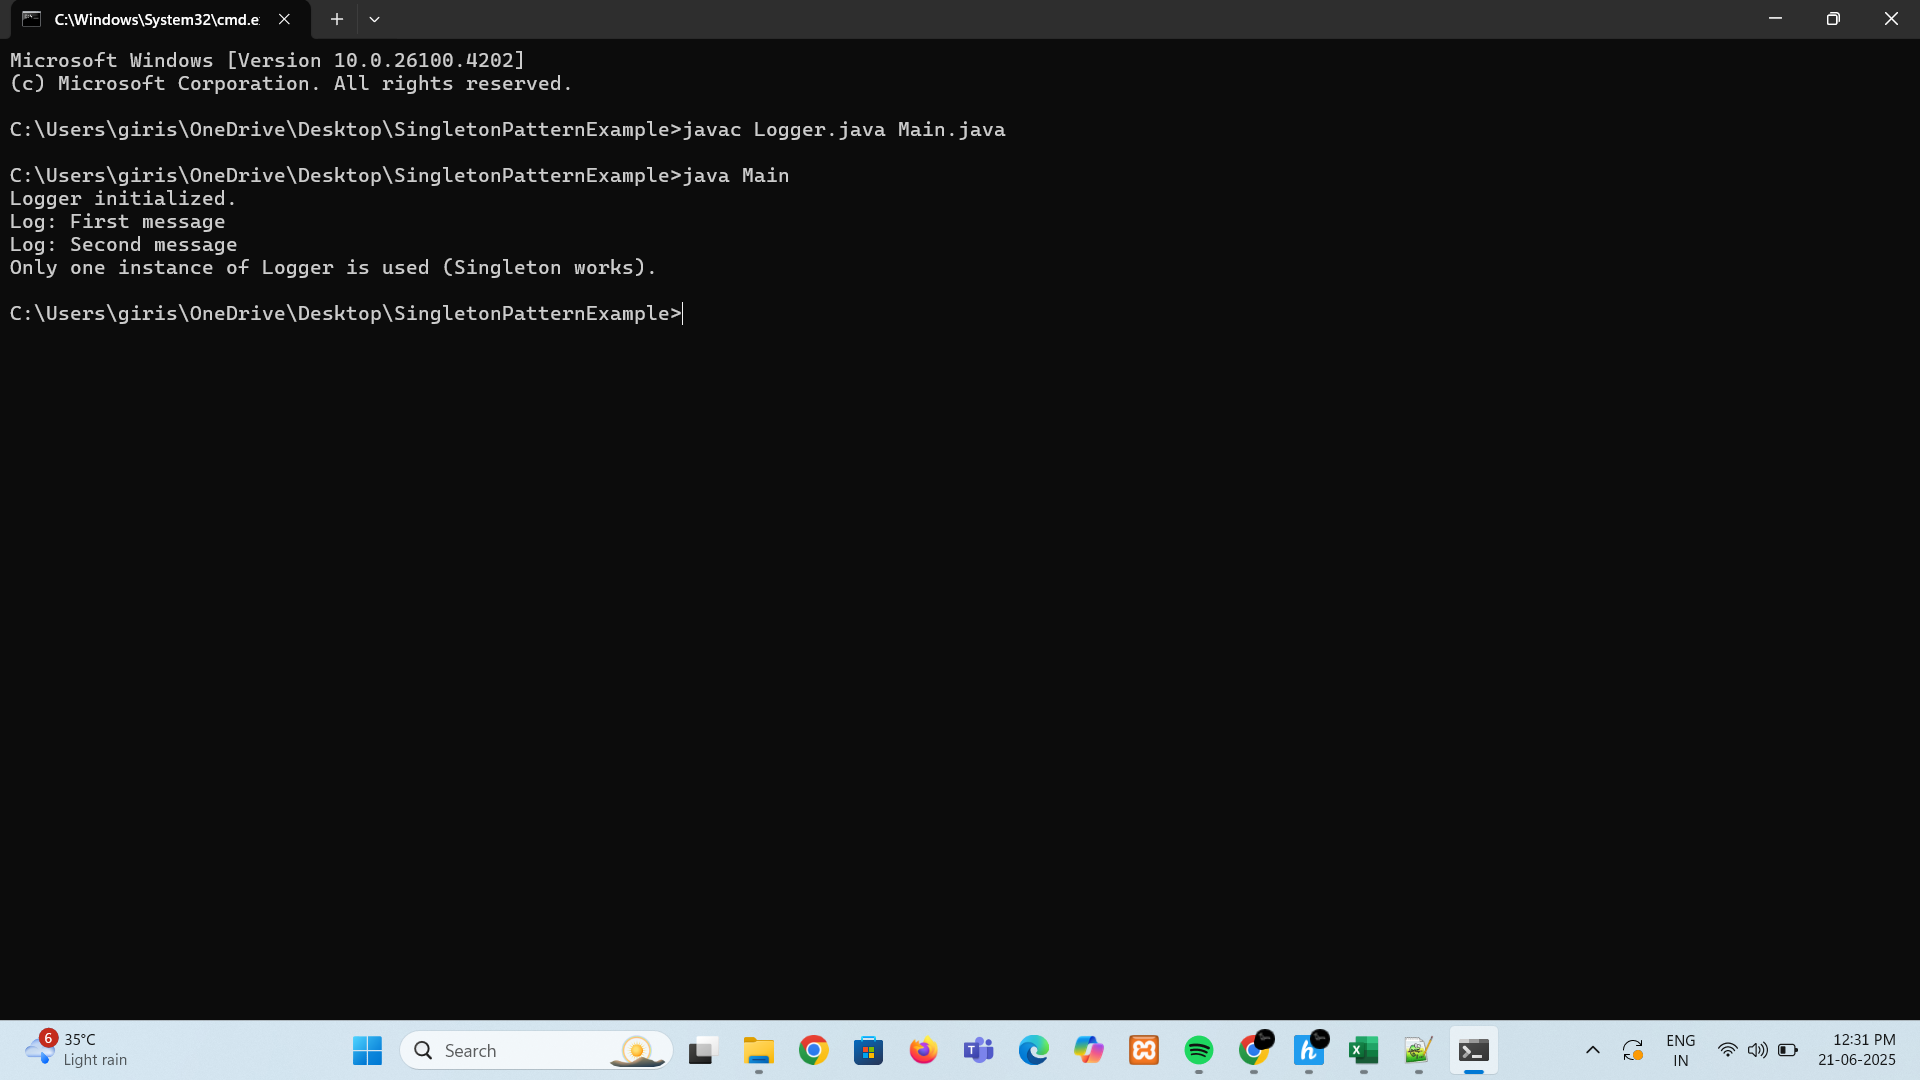 C:\Windows\System32\cmd.e
Microsoft Windows [Version 10.0.26100.4202]
(c) Microsoft Corporation. All rights reserved.
C:\Users\giris\OneDrive\Desktop\SingletonPatternExample>javac Logger.java Main.java
C:\Users\giris\OneDrive\Desktop\SingletonPatternExample>java Main
Logger initialized.
Log: First message
Log: Second message
Only one instance of Logger is used (Singleton works).
C:\Users\giris\OneDrive\Desktop\SingletonPatternExample>
6
35°C
Light rain
Search
ENG
IN
12:31 PM
21-06-2025